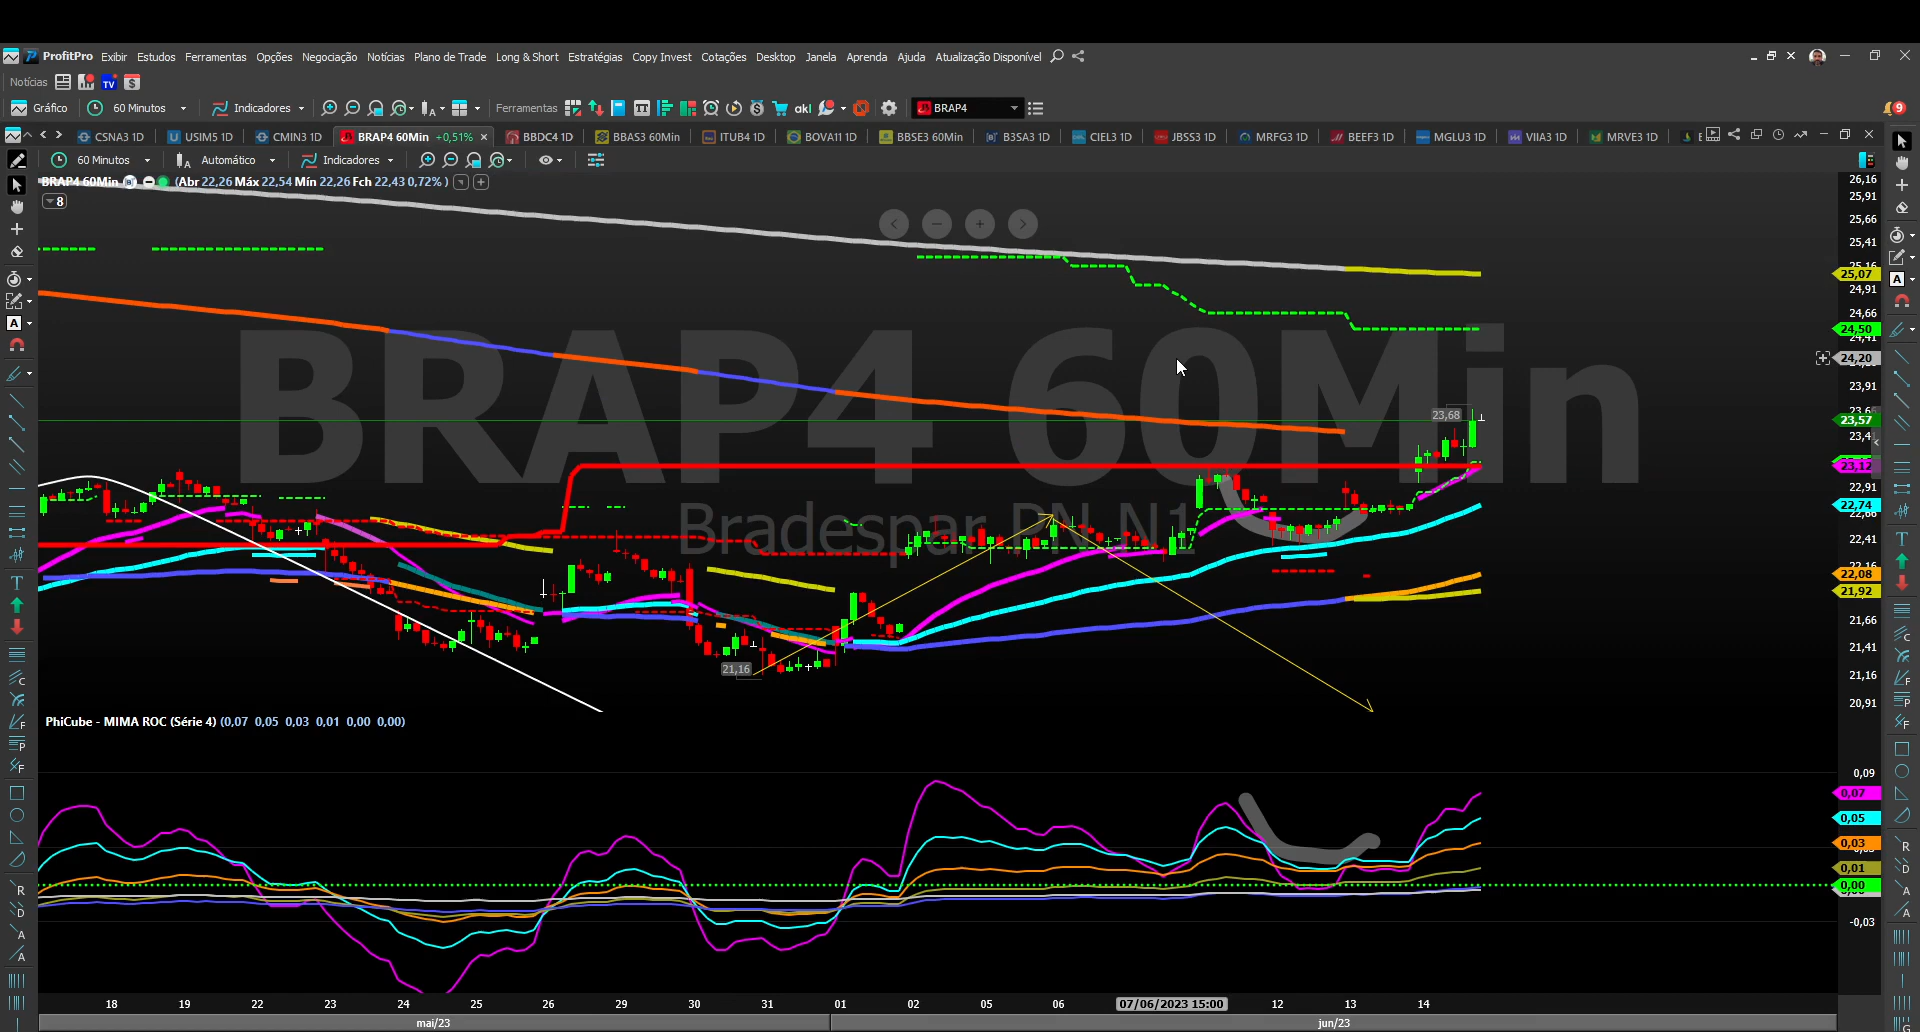 ProfitPro Exibir Estudos Ferramentas Opções Negociação Notícias Plano de Trade Long & Short Estratégias Copy Invest Cotações Desktop Janela Aprenda Ajuda Atualização Disponível
Notícias TV
Gráfico 60 Minutos Indicadores Ferramentas akl BRAP4 9
CSNA3 1D USIM5 1D CMIN3 1D BRAP4 60Min +0,51% BBDC4 1D BBAS3 60Min ITUB4 1D BOVA11 1D BBSE3 60Min B3SA3 1D CIEL3 1D JBSS3 1D MRFG3 1D BEEF3 1D MGLU3 1D VIIA3 1D MRVE3 1D
60 Minutos Automático Indicadores
BRAP4 60Min (Abr 22,26 Máx 22,54 Mín 22,26 Fch 22,43 0,72%)
8
26,16
25,91
25,66
25,41
25,07
24,91
24,66
24,50
24,41
24,20
23,91
23,68
23,57
23,12
22,91
22,74
22,41
22,08
21,92
21,66
21,41
21,16
21,16
20,91
BRAP4 60Min
Bradespar PN N1
PhiCube - MIMA ROC (Série 4) (0,07 0,05 0,03 0,01 0,00 0,00)
0,09
0,07
0,05
0,03
0,01
0,00
-0,03
18 19 22 23 24 25 26 29 30 31 01 02 05 06 07/06/2023 15:00 12 13 14
mai/23 jun/23